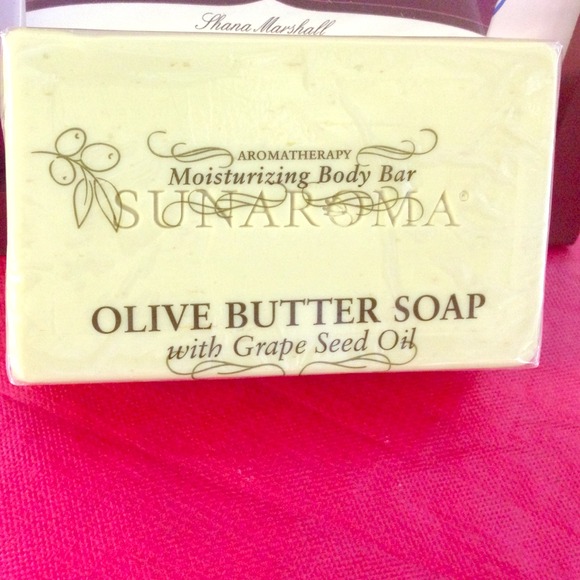 Shana Marshall
AROMATHERAPY
Moisturizing Body Bar
SUNAROMA®
OLIVE BUTTER SOAP
with Grape Seed Oil